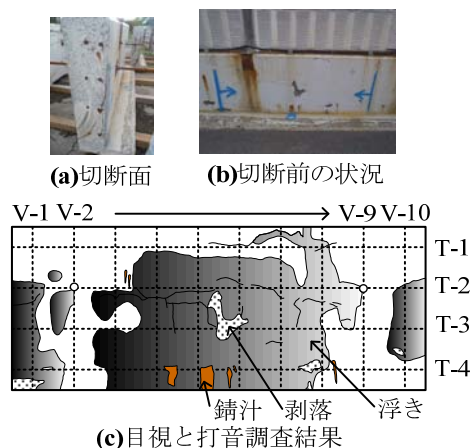 (a)切断面
(b)切断前の状況
V-1 V-2
V-9 V-10
T-1
T-2
T-3
T-4
錆汁
剥落
浮き
(c)目視と打音調査結果